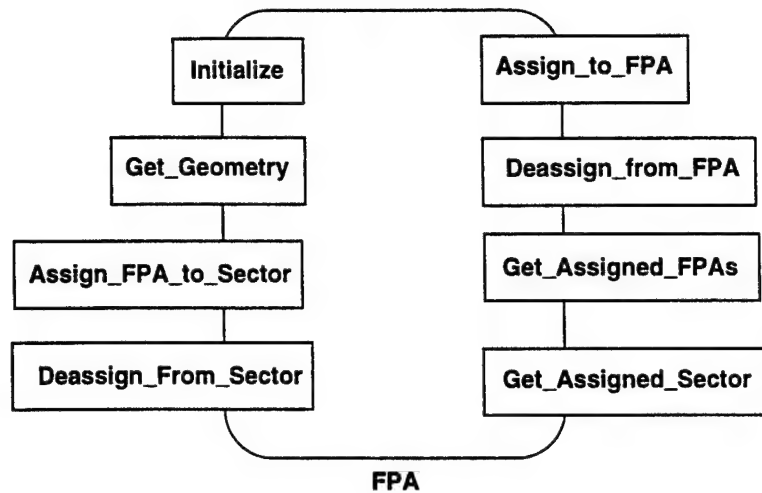 Initialize
Get_Geometry
Assign_FPA_to_Sector
Deassign_From_Sector
Assign_to_FPA
Deassign_from_FPA
Get_Assigned_FPAs
Get_Assigned_Sector
FPA